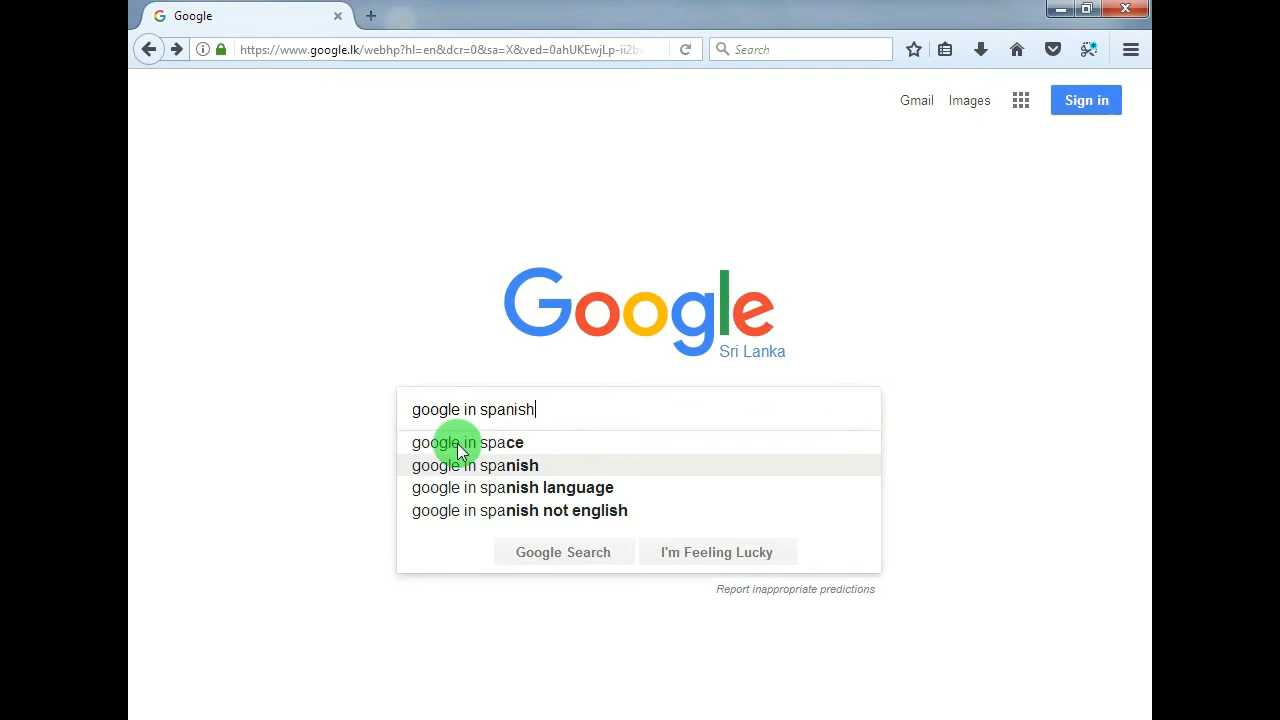 Google
https://www.google.lk/webhp?hl=en&dcr=0&sa=X&ved=0ahUKEwjLp-ii2b
Search
Gmail Images Sign in
Google
Sri Lanka
google in spanish
google in space
google in spanish
google in spanish language
google in spanish not english
Google Search I'm Feeling Lucky
Report inappropriate predictions